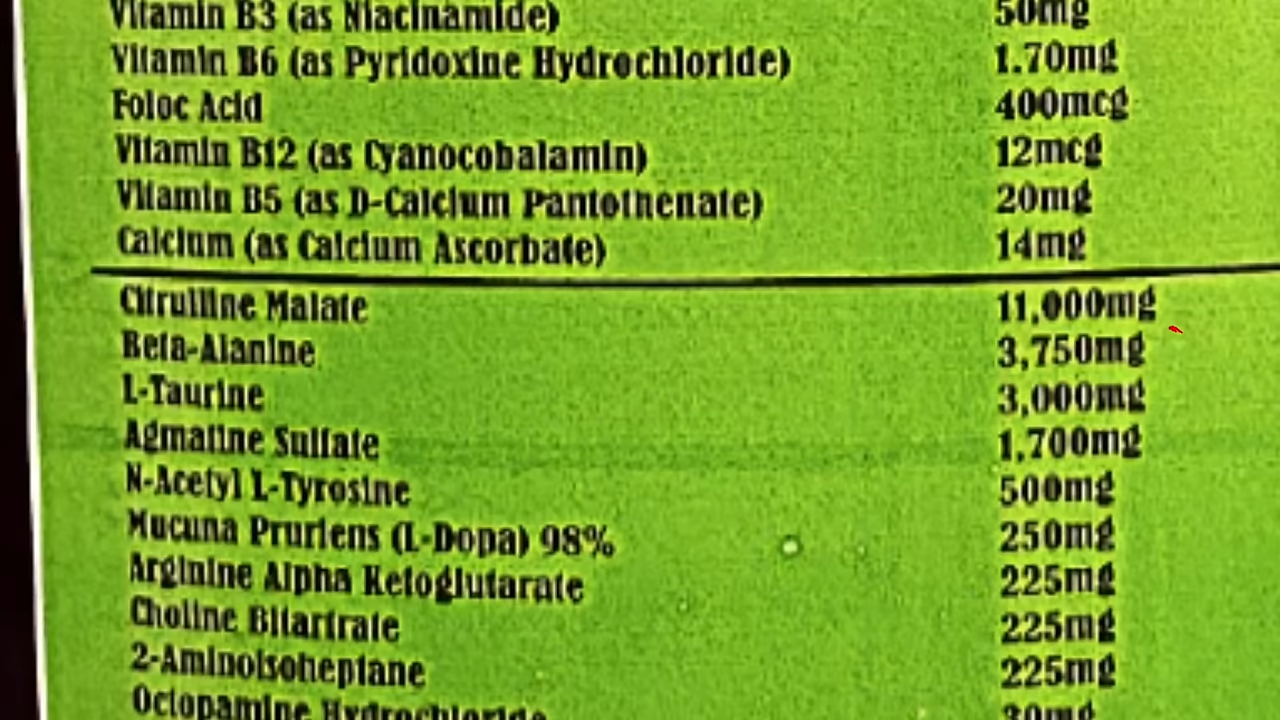 Vitamin B3 (as Niacinamide) 50mg
Vitamin B6 (as Pyridoxine Hydrochloride) 1.70mg
Foloc Acid 400mcg
Vitamin B12 (as Cyanocobalamin) 12mcg
Vitamin B5 (as D-Calcium Pantothenate) 20mg
Calcium (as Calcium Ascorbate) 14mg
Citrulline Malate 11,000mg
Beta-Alanine 3,750mg
L-Taurine 3,000mg
Agmatine Sulfate 1,700mg
N-Acetyl L-Tyrosine 500mg
Mucuna Pruriens (L-Dopa) 98% 250mg
Arginine Alpha Ketoglutarate 225mg
Choline Bitartrate 225mg
2-Aminoisoheptane 225mg
Octopamine Hydrochloride 30mg